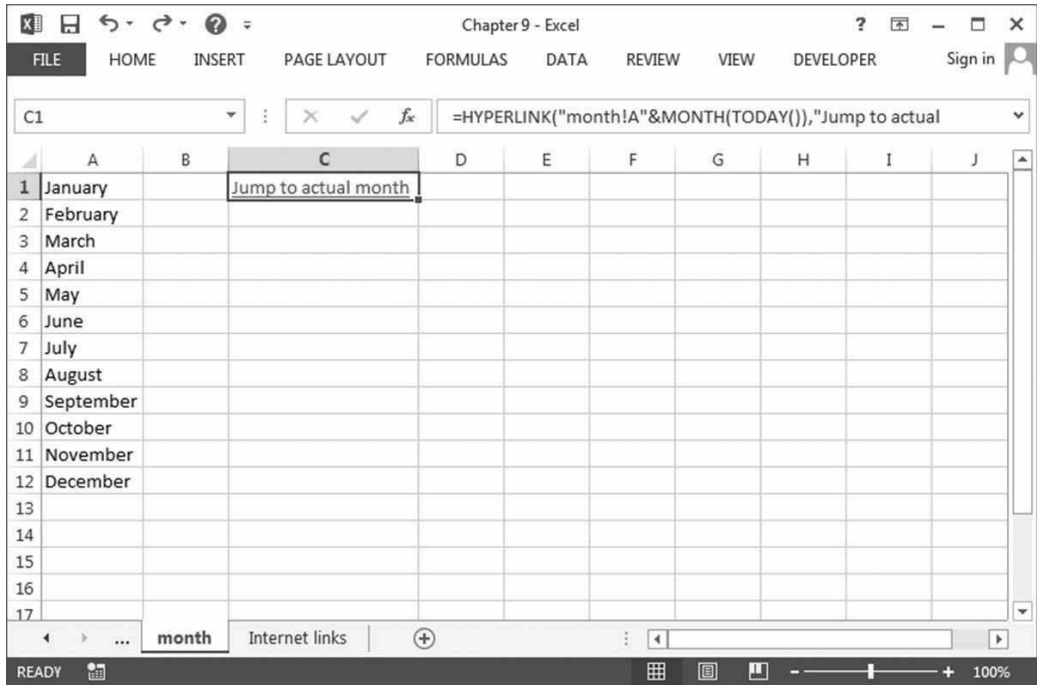 Chapter 9 - Excel
?
FILE HOME INSERT PAGE LAYOUT FORMULAS DATA REVIEW VIEW DEVELOPER Sign in
C1 fx =HYPERLINK("month!A"&MONTH(TODAY()),"Jump to actual
A B C D E F G H I J
1 January Jump to actual month
2 February
3 March
4 April
5 May
6 June
7 July
8 August
9 September
10 October
11 November
12 December
13
14
15
16
17
... month Internet links
READY 100%